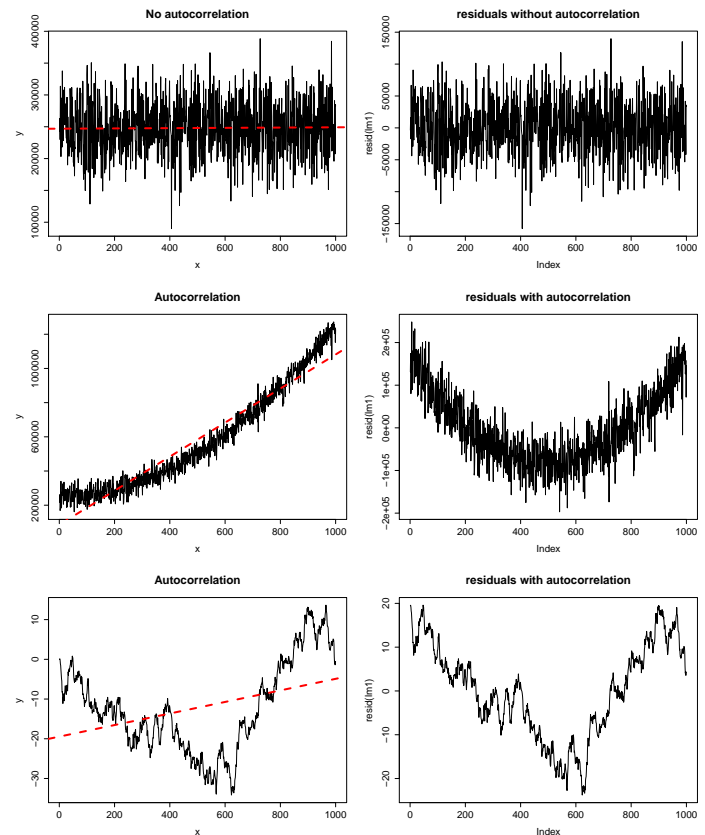 No autocorrelation
400000
300000
200000
100000
y
0 200 400 600 800 1000
x
residuals without autocorrelation
150000
50000
0
−50000
−150000
resid(lm1)
0 200 400 600 800 1000
Index
Autocorrelation
1000000
600000
200000
y
0 200 400 600 800 1000
x
residuals with autocorrelation
2e+05
1e+05
0e+00
−1e+05
−2e+05
resid(lm1)
0 200 400 600 800 1000
Index
Autocorrelation
10
0
−10
−20
−30
y
0 200 400 600 800 1000
x
residuals with autocorrelation
20
10
0
−10
−20
resid(lm1)
0 200 400 600 800 1000
Index